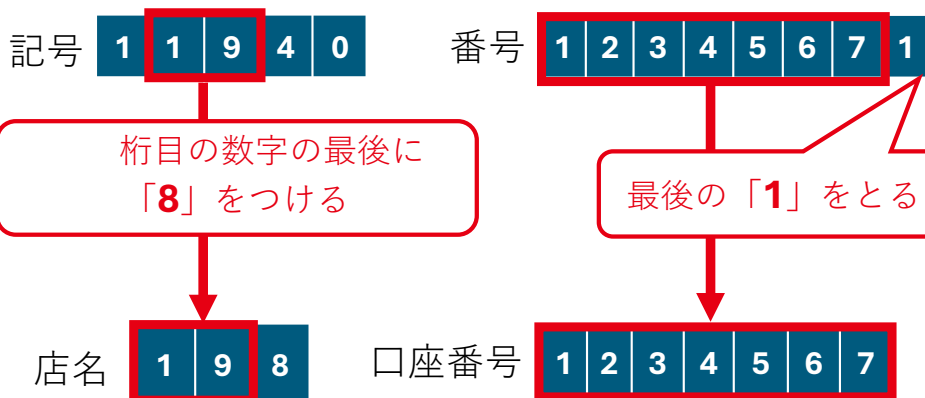 記号 1 1 9 4 0
番号 1 2 3 4 5 6 7 1
桁目の数字の最後に
「8」をつける
最後の「1」をとる
店名 1 9 8
口座番号 1 2 3 4 5 6 7